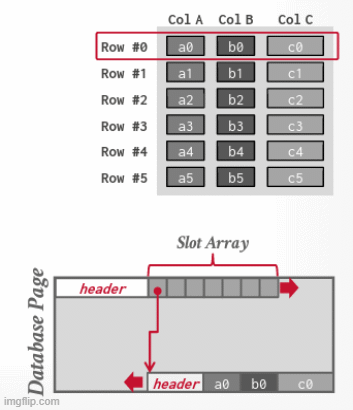 Col A Col B Col C
Row #0 a0 b0 c0
Row #1 a1 b1 c1
Row #2 a2 b2 c2
Row #3 a3 b3 c3
Row #4 a4 b4 c4
Row #5 a5 b5 c5
Slot Array
Database Page
header
header a0 b0 c0
imgflip.com